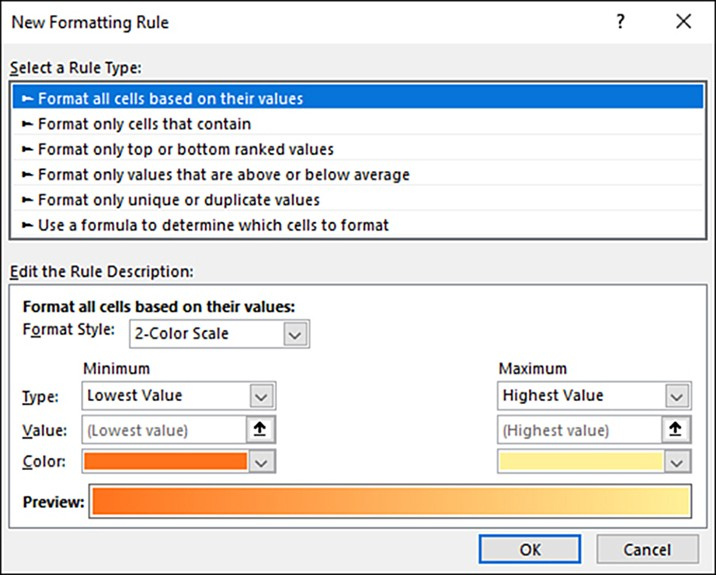 New Formatting Rule ?
Select a Rule Type:
► Format all cells based on their values
► Format only cells that contain
► Format only top or bottom ranked values
► Format only values that are above or below average
► Format only unique or duplicate values
► Use a formula to determine which cells to format
Edit the Rule Description:
Format all cells based on their values:
Format Style: 2-Color Scale
Minimum Maximum
Type: Lowest Value Highest Value
Value: (Lowest value) (Highest value)
Color:
Preview:
OK Cancel